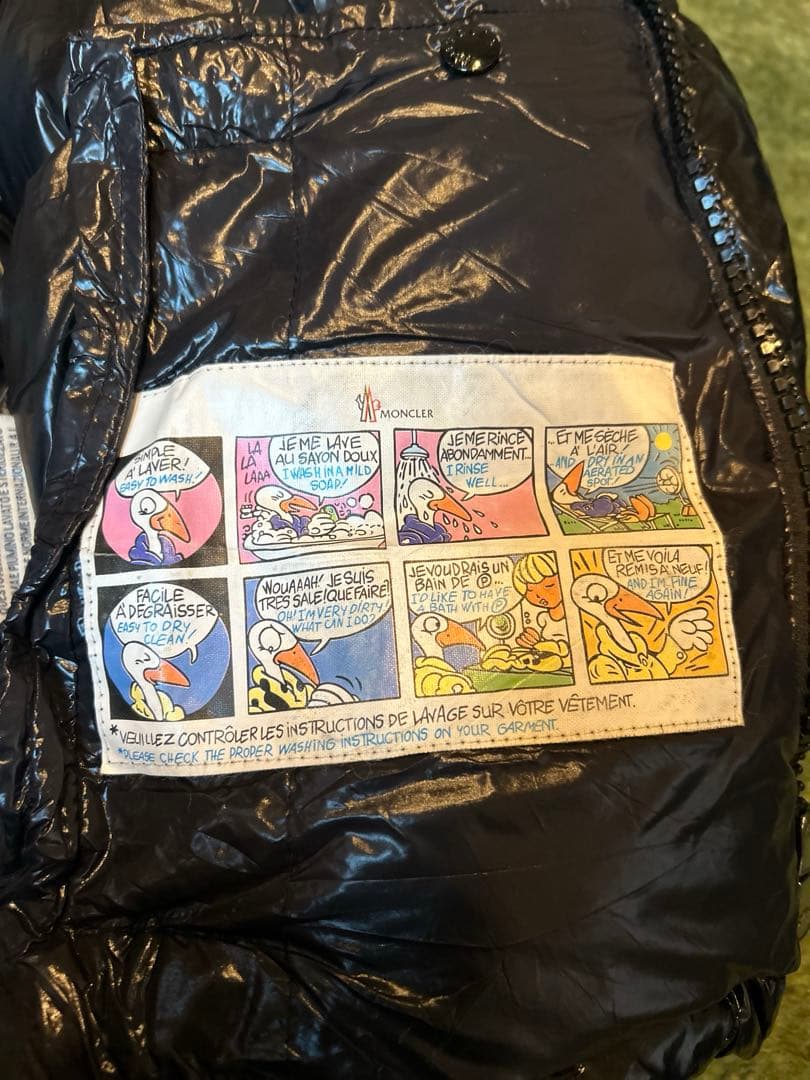 MONCLER
SIMPLE
À LAVER!
EASY TO WASH!
LA
LA
LAAA
JE ME LAVE
AU SAVON DOUX
I WASH IN A MILD
SOAP!
JE ME RINCE
ABONDAMMENT...
I RINSE
WELL...
...ET ME SÈCHE
À L'AIR
...AND I DRY IN AN
AERATED
SPOT!
FACILE
À DÉGRAISSER
EASY TO DRY
CLEAN!
WOUAAAH! JE SUIS
TRES SALE! QUE FAIRE?
OH! I'M VERY DIRTY!
WHAT CAN I DO?
JE VOUDRAIS UN
BAIN DE Ⓟ...
I'D LIKE TO HAVE
A BATH WITH Ⓟ
ET ME VOILA
REMIS A NEUF!
AND I'M FINE
AGAIN!
*VEUILLEZ CONTRÔLER LES INSTRUCTIONS DE LAVAGE SUR VÔTRE VÊTEMENT.
*PLEASE CHECK THE PROPER WASHING INSTRUCTIONS ON YOUR GARMENT.